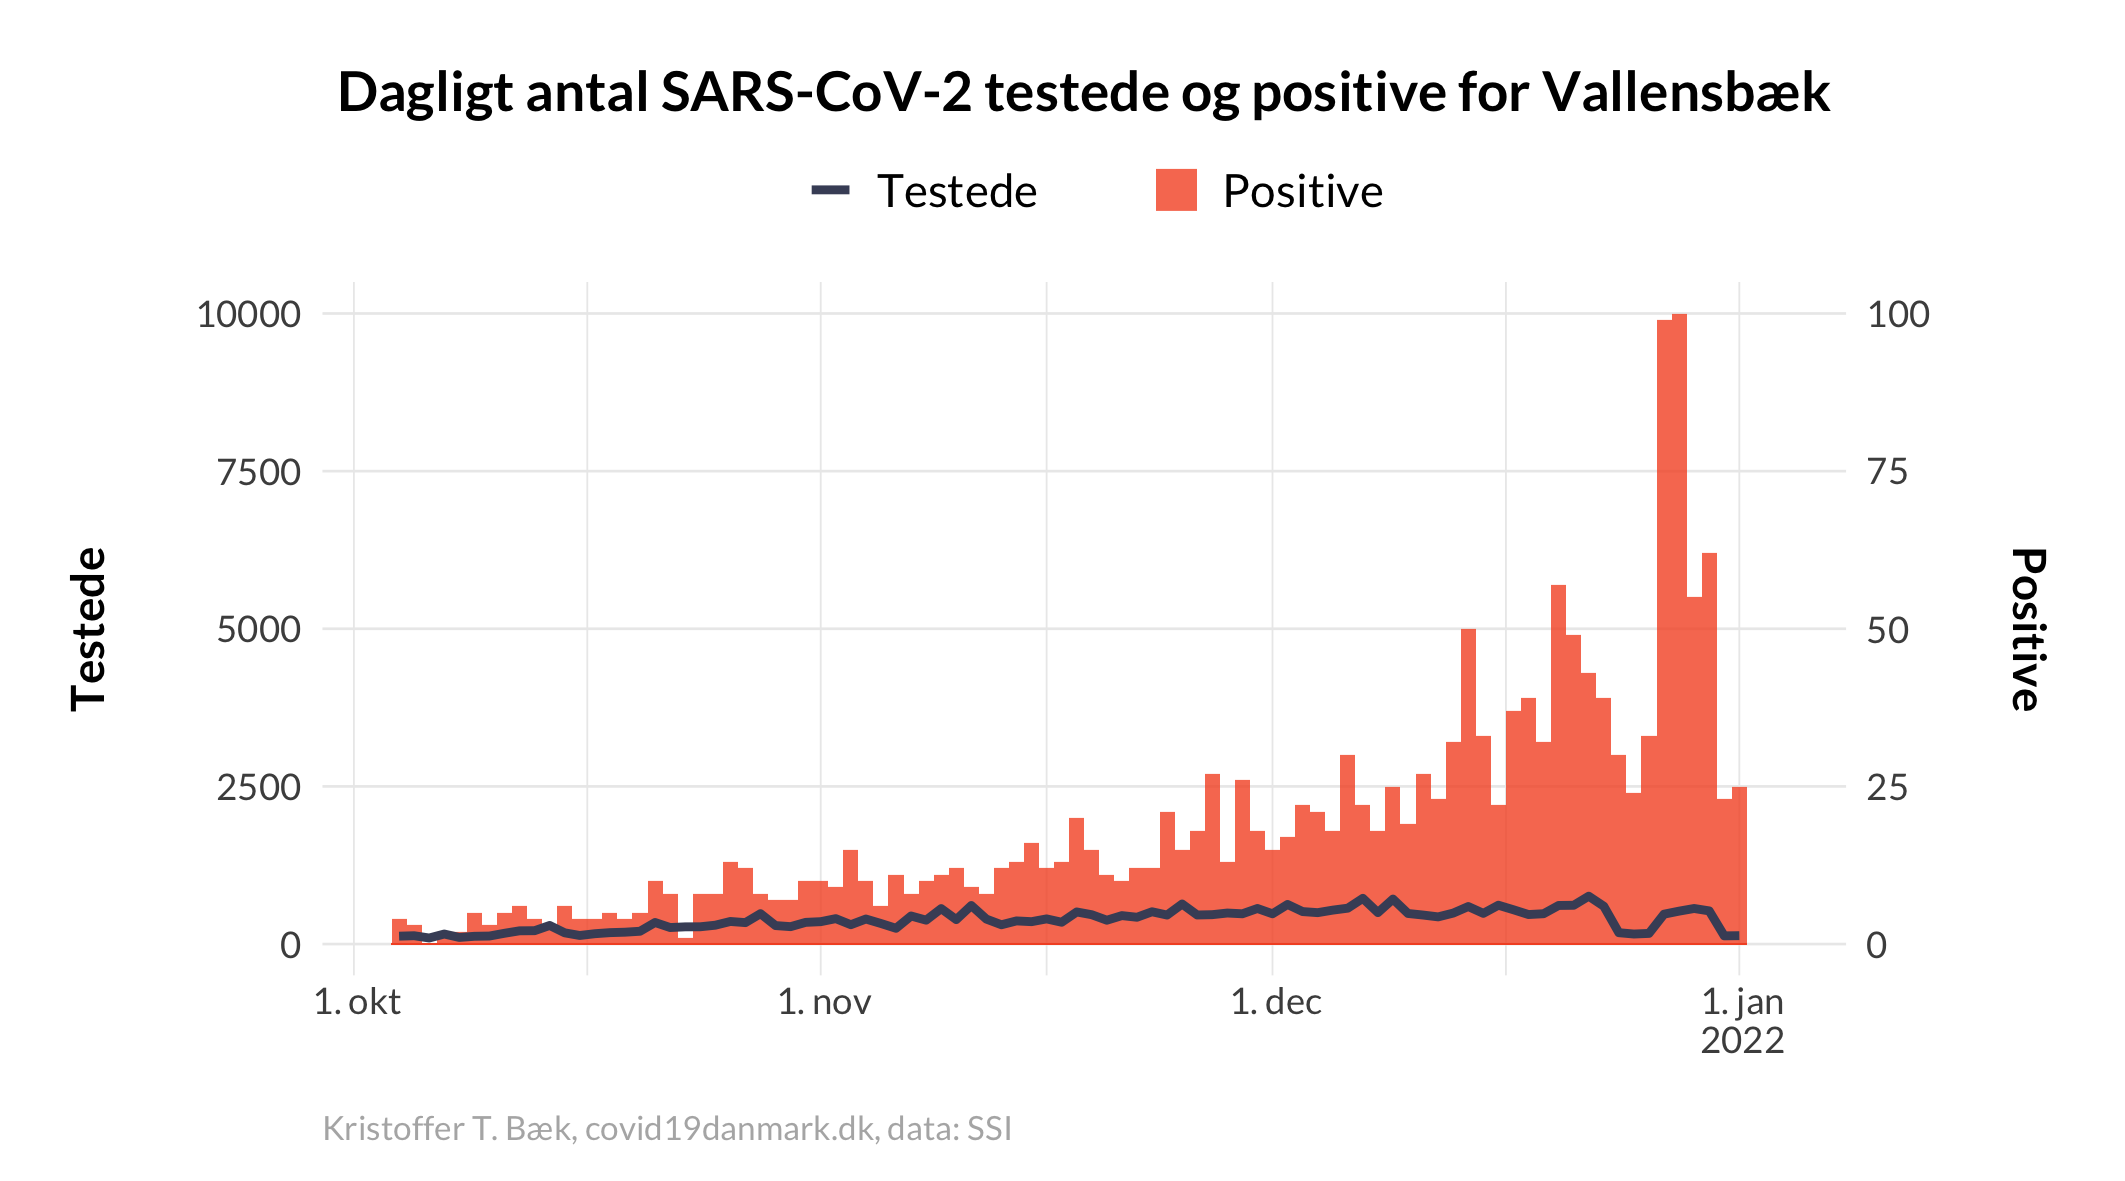 Dagligt antal SARS-CoV-2 testede og positive for Vallensbæk
Testede
Positive
10000
7500
5000
2500
0
Testede
100
75
50
25
0
Positive
1. okt
1. nov
1. dec
1. jan
2022
Kristoffer T. Bæk, covid19danmark.dk, data: SSI